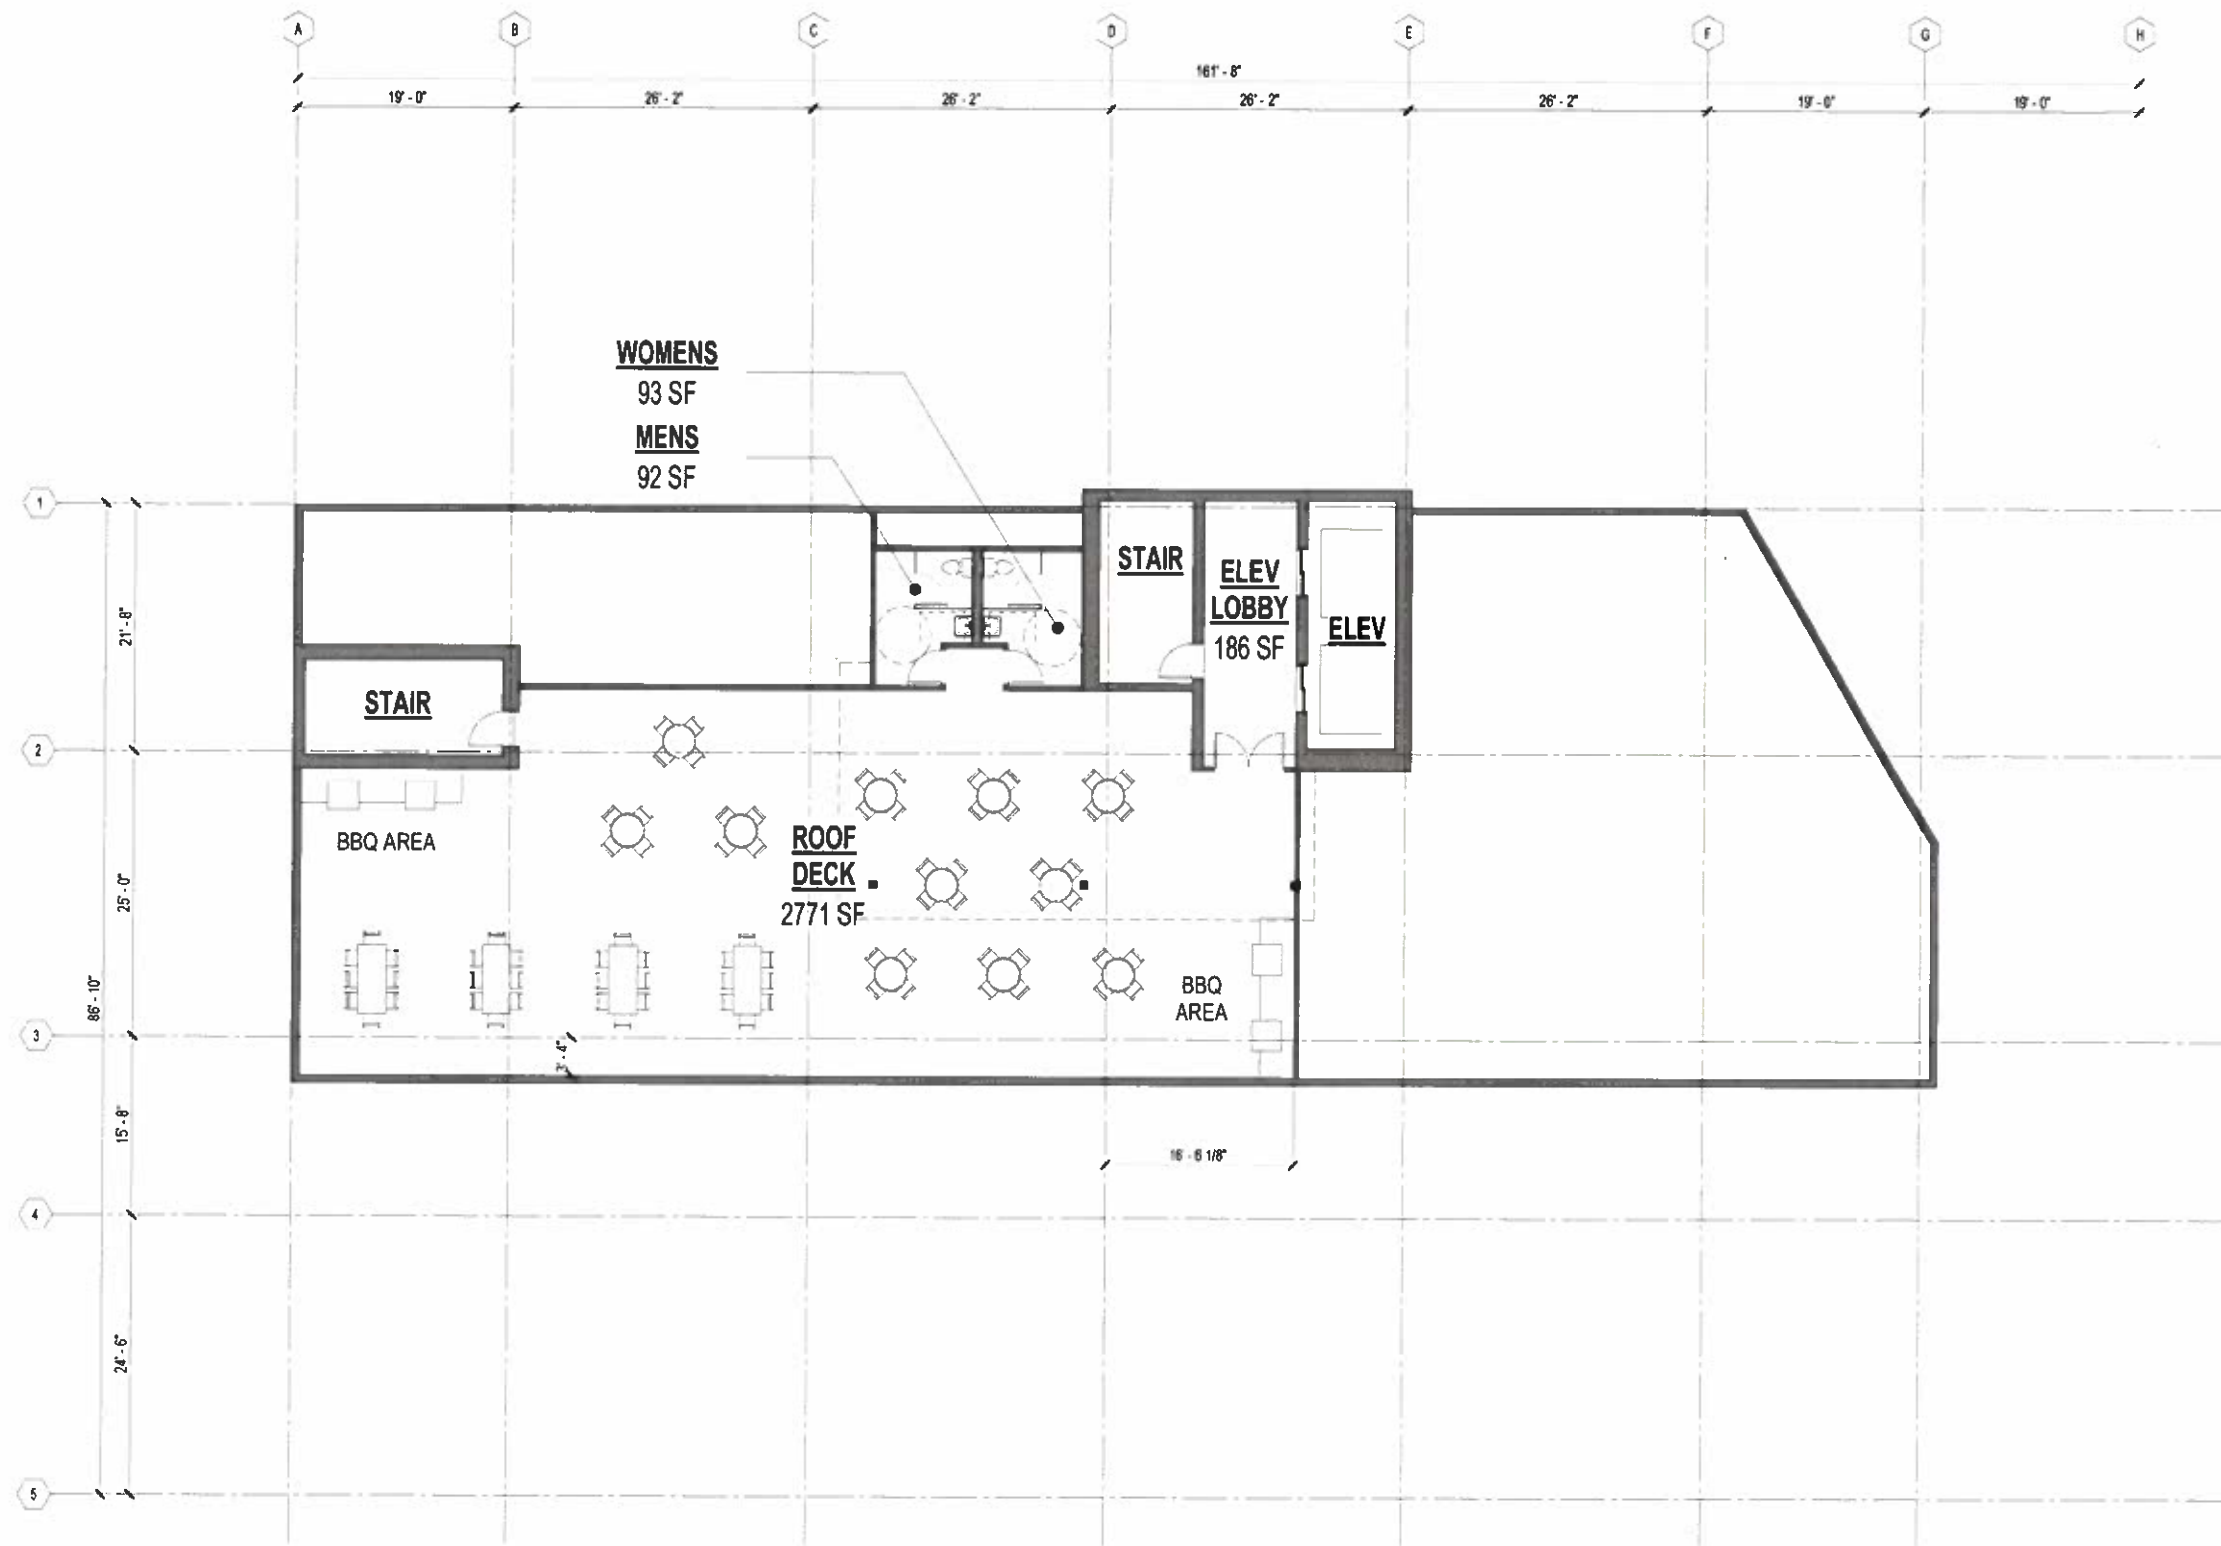 A B C D E F G H
161' - 8"
19' - 0" 26' - 2" 26' - 2" 26' - 2" 26' - 2" 19' - 0" 19' - 0"
WOMENS
93 SF
MENS
92 SF
1
STAIR
ELEV
LOBBY
186 SF
ELEV
21' - 8"
STAIR
2
BBQ AREA
ROOF
DECK
2771 SF
25' - 0"
BBQ
AREA
86' - 10"
3
3' - 4"
15' - 8"
16' - 6 1/8"
4
24' - 6"
5